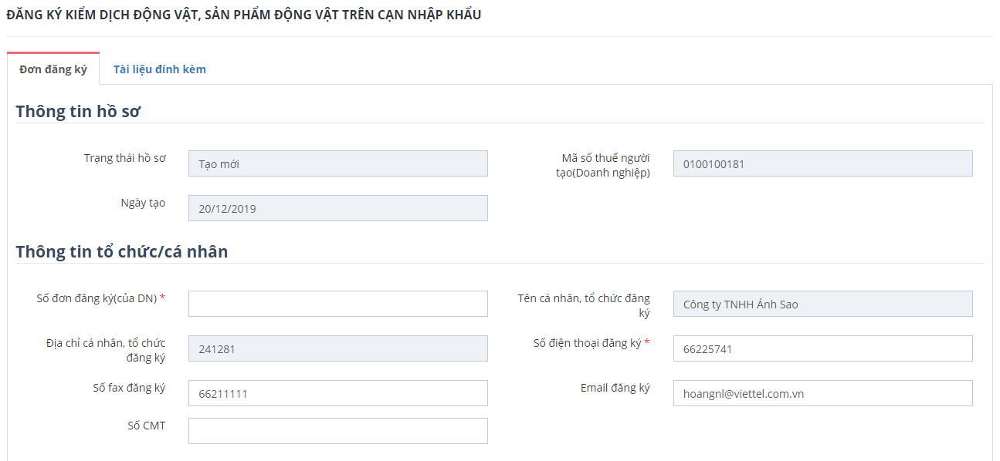 ĐĂNG KÝ KIỂM DỊCH ĐỘNG VẬT, SẢN PHẨM ĐỘNG VẬT TRÊN CẠN NHẬP KHẨU
Đơn đăng ký
Tài liệu đính kèm
Thông tin hồ sơ
Trạng thái hồ sơ
Tạo mới
Mã số thuế người
tạo(Doanh nghiệp)
0100100181
Ngày tạo
20/12/2019
Thông tin tổ chức/cá nhân
Số đơn đăng ký(của DN) *
Tên cá nhân, tổ chức đăng
ký
Công ty TNHH Ánh Sao
Địa chỉ cá nhân, tổ chức
đăng ký
241281
Số điện thoại đăng ký *
66225741
Số fax đăng ký
66211111
Email đăng ký
hoangnl@viettel.com.vn
Số CMT